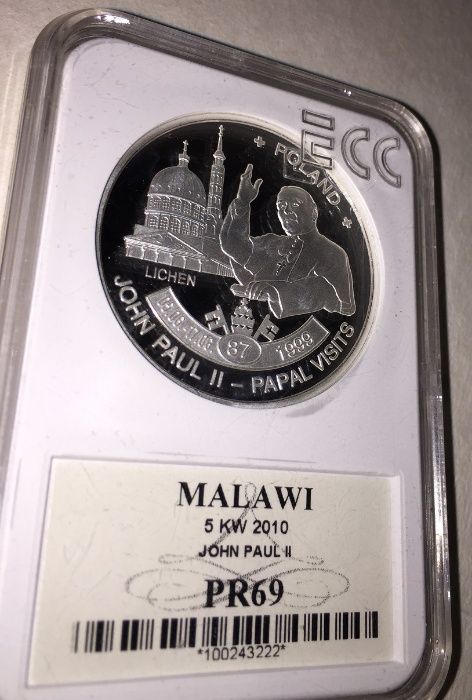 ECC
+ POLAND +
LICHEN
87
1999
JOHN PAUL II - PAPAL VISITS
MALAWI
5 KW 2010
JOHN PAUL II
PR69
*100243222*